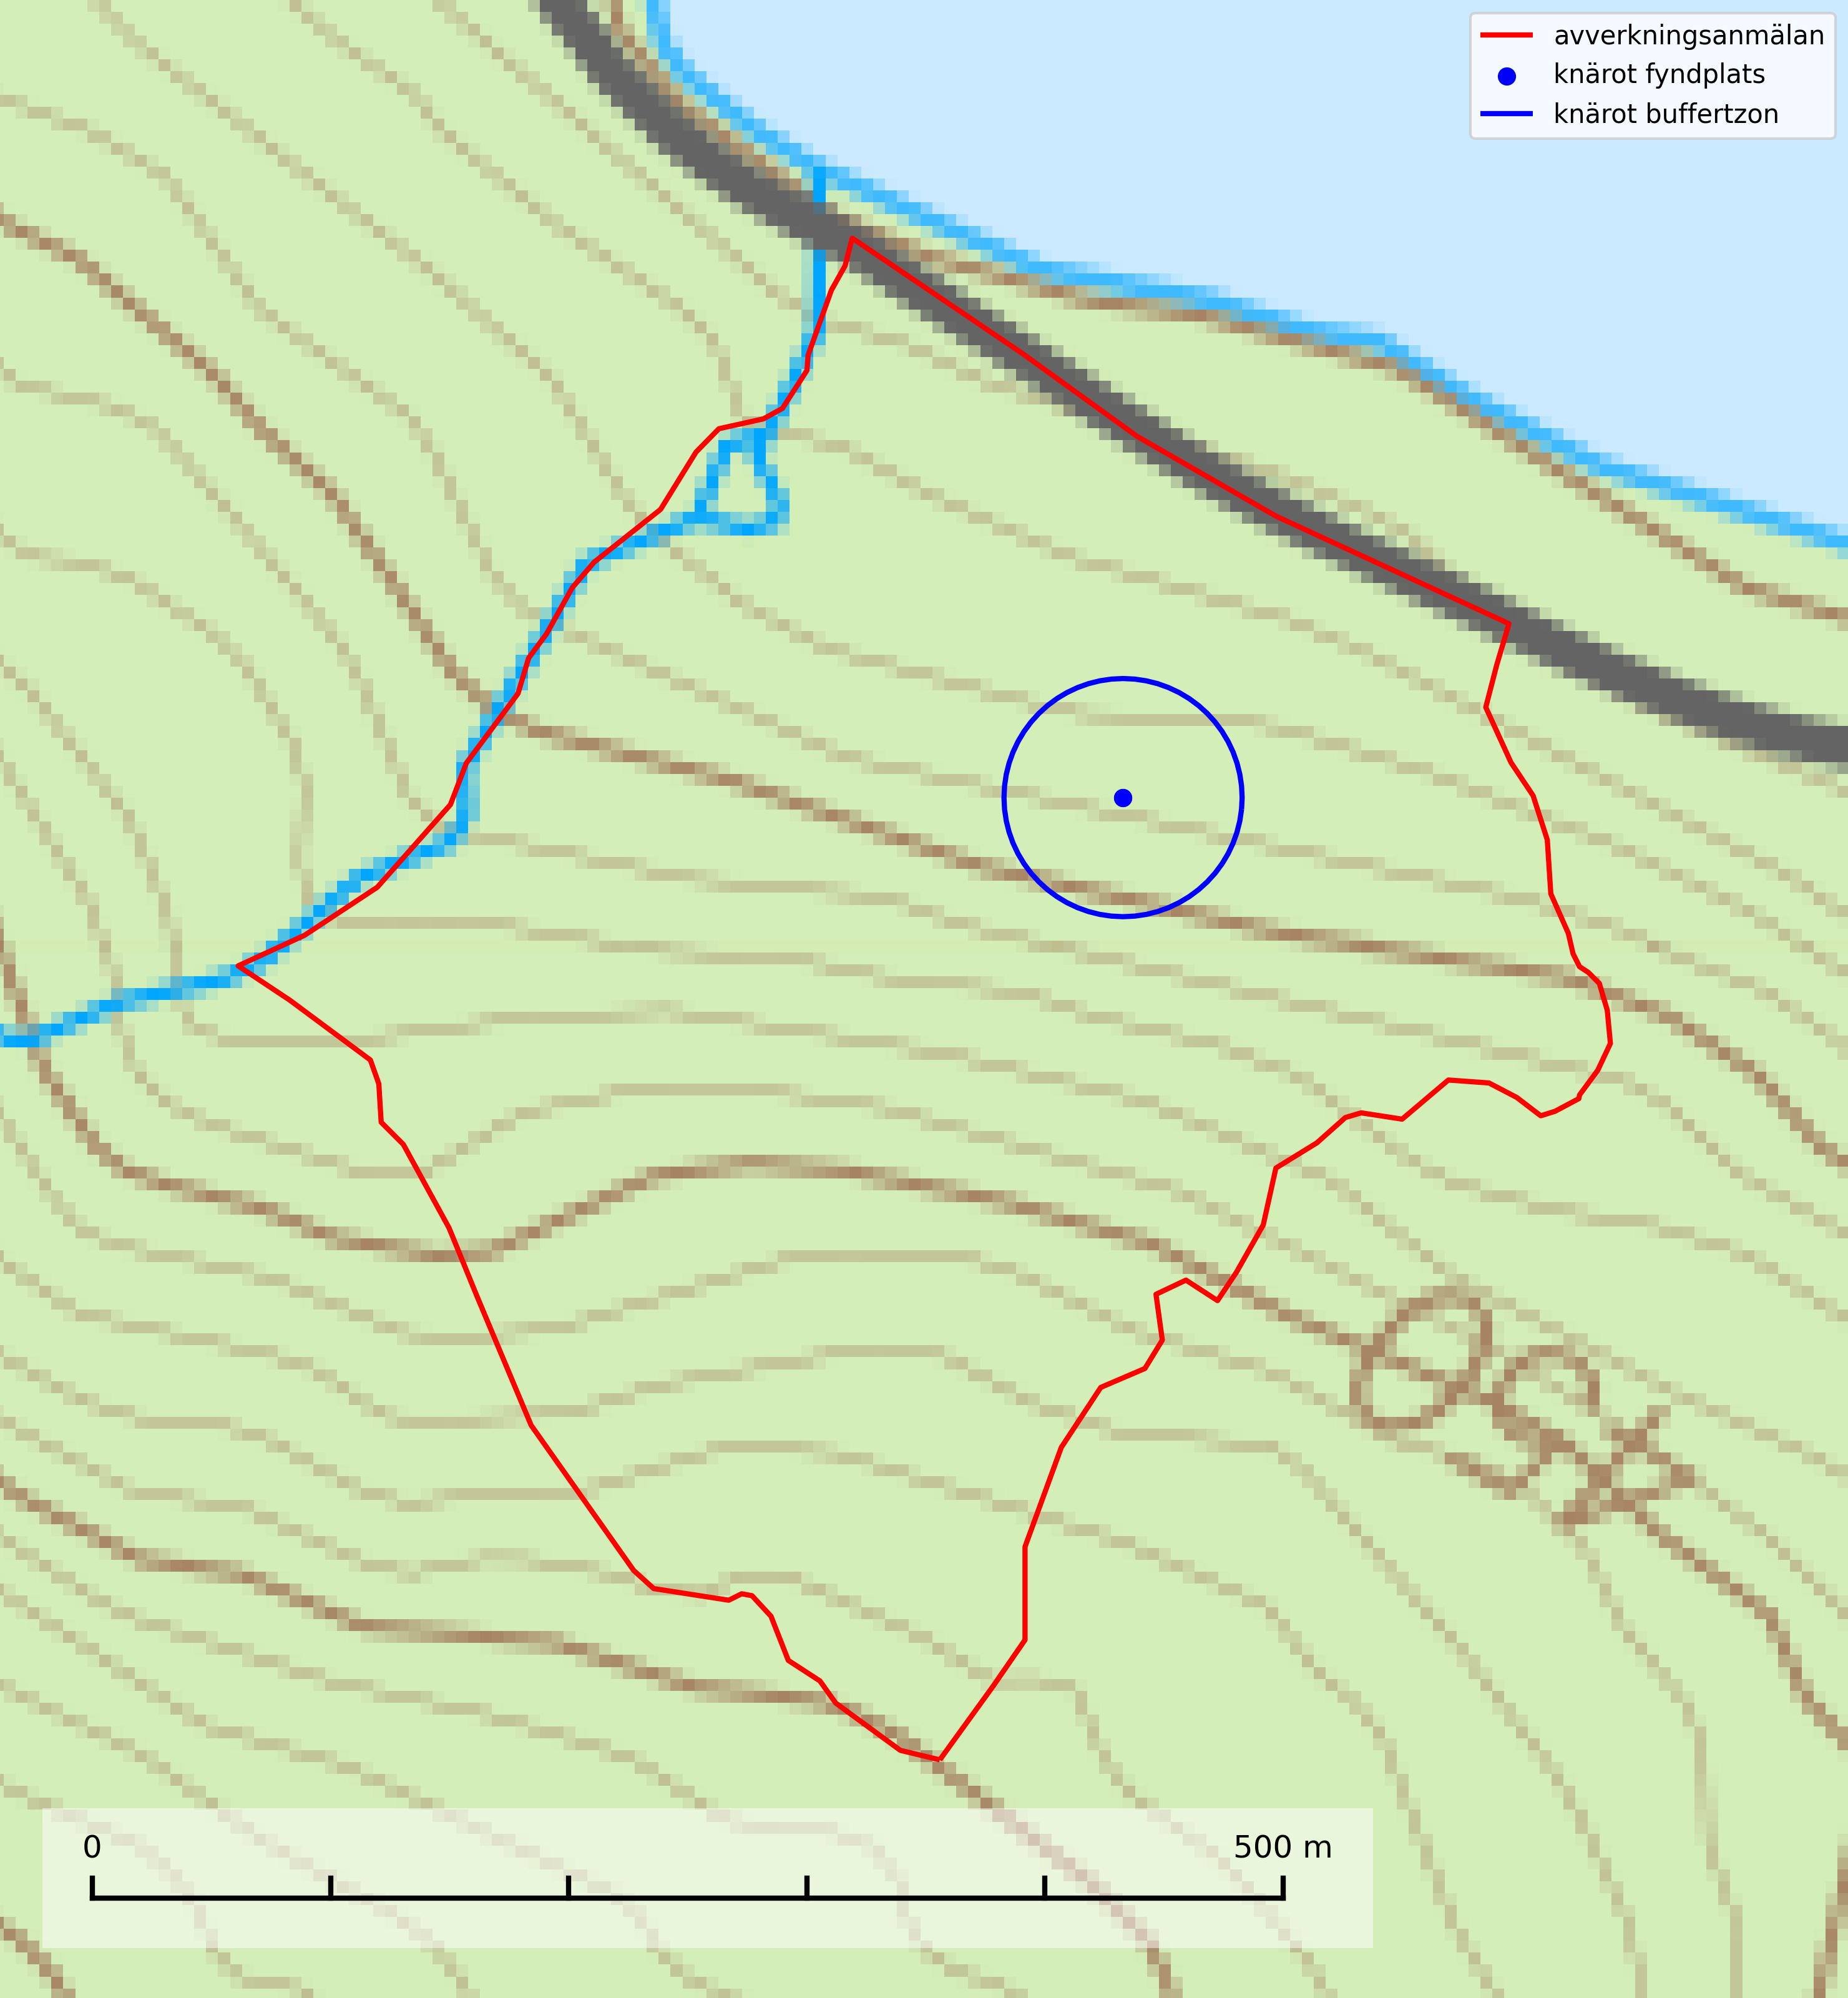 avverkningsanmälan
knärot fyndplats
knärot buffertzon
0 500 m